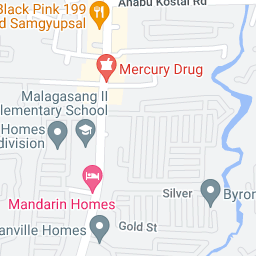 Anabu Kostal Rd
Black Pink 199
d Samgyupsal
Mercury Drug
Malagasang II
lementary School
Homes
division
Silver
Byron
Mandarin Homes
Gold St
anville Homes